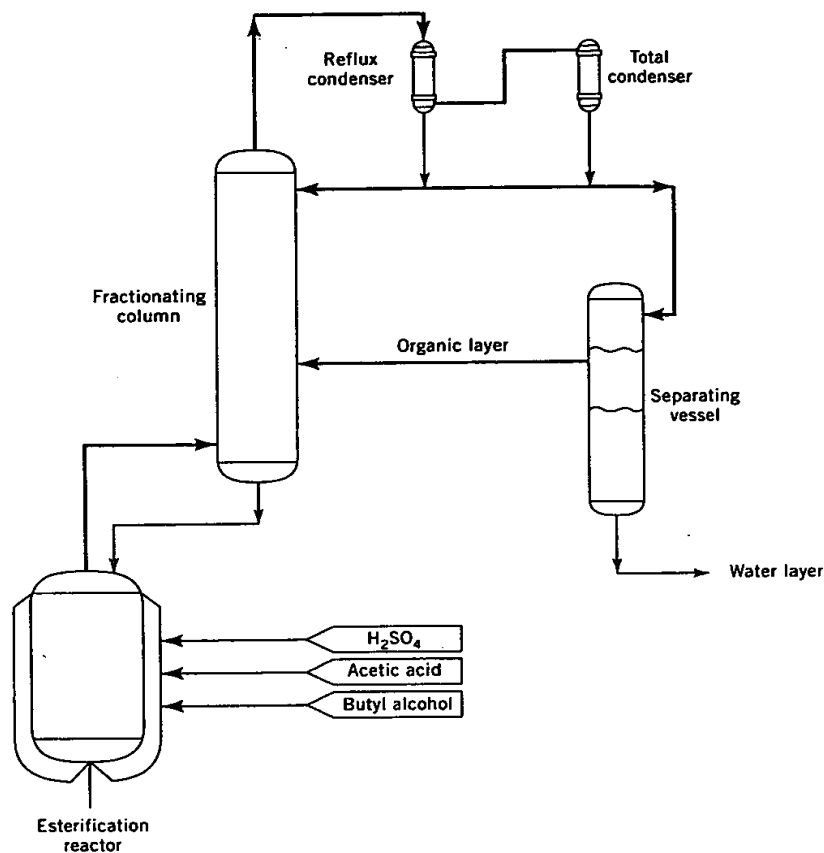 Reflux
condenser
Total
condenser
Fractionating
column
Organic layer
Separating
vessel
Water layer
H₂SO₄
Acetic acid
Butyl alcohol
Esterification
reactor